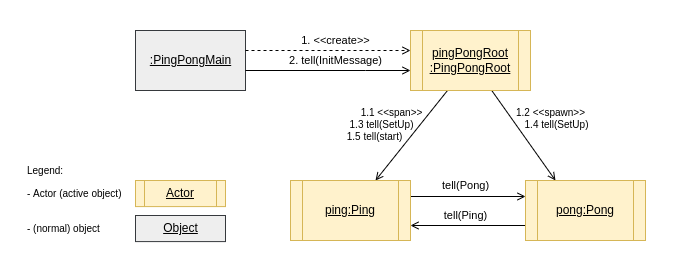 1. <<create>>
:PingPongMain
2. tell(InitMessage)
pingPongRoot
:PingPongRoot
1.1 <<span>>
1.3 tell(SetUp)
1.5 tell(start)
1.2 <<spawn>>
1.4 tell(SetUp)
Legend:
- Actor (active object)
Actor
- (normal) object
Object
ping:Ping
tell(Pong)
tell(Ping)
pong:Pong